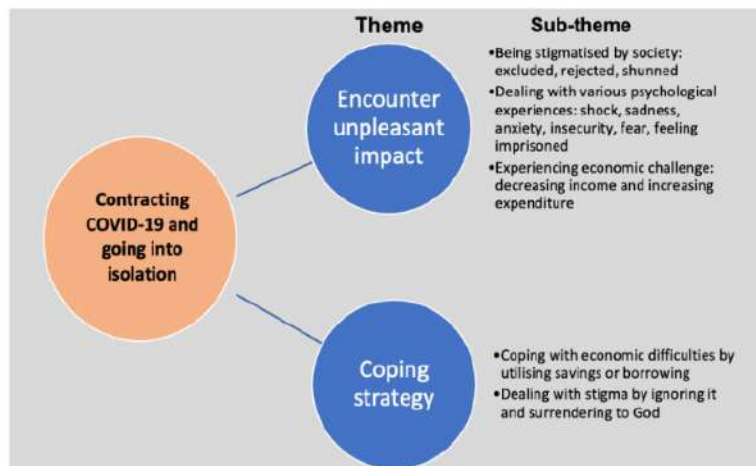 Theme
Sub-theme
Contracting
COVID-19 and
going into
isolation
Encounter
unpleasant
impact
•Being stigmatised by society:
excluded, rejected, shunned
•Dealing with various psychological
experiences: shock, sadness,
anxiety, insecurity, fear, feeling
imprisoned
•Experiencing economic challenge:
decreasing income and increasing
expenditure
Coping
strategy
•Coping with economic difficulties by
utilising savings or borrowing
•Dealing with stigma by ignoring it
and surrendering to God